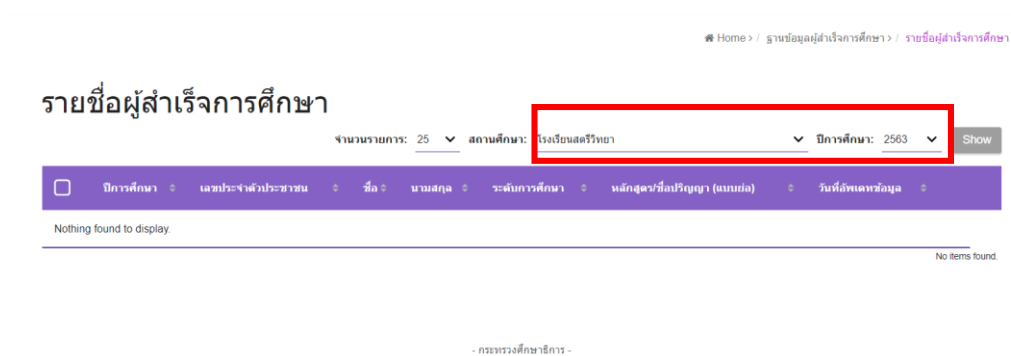 Home > / ฐานข้อมูลผู้สำเร็จการศึกษา > / รายชื่อผู้สำเร็จการศึกษา
รายชื่อผู้สำเร็จการศึกษา
จำนวนรายการ: 25 สถานศึกษา: โรงเรียนสตรีวิทยา ปีการศึกษา: 2563 Show
ปีการศึกษา เลขประจำตัวประชาชน ชื่อ นามสกุล ระดับการศึกษา หลักสูตร/ชื่อปริญญา (แบบย่อ) วันที่อัพเดทข้อมูล
Nothing found to display.
No items found.
- กระทรวงศึกษาธิการ -